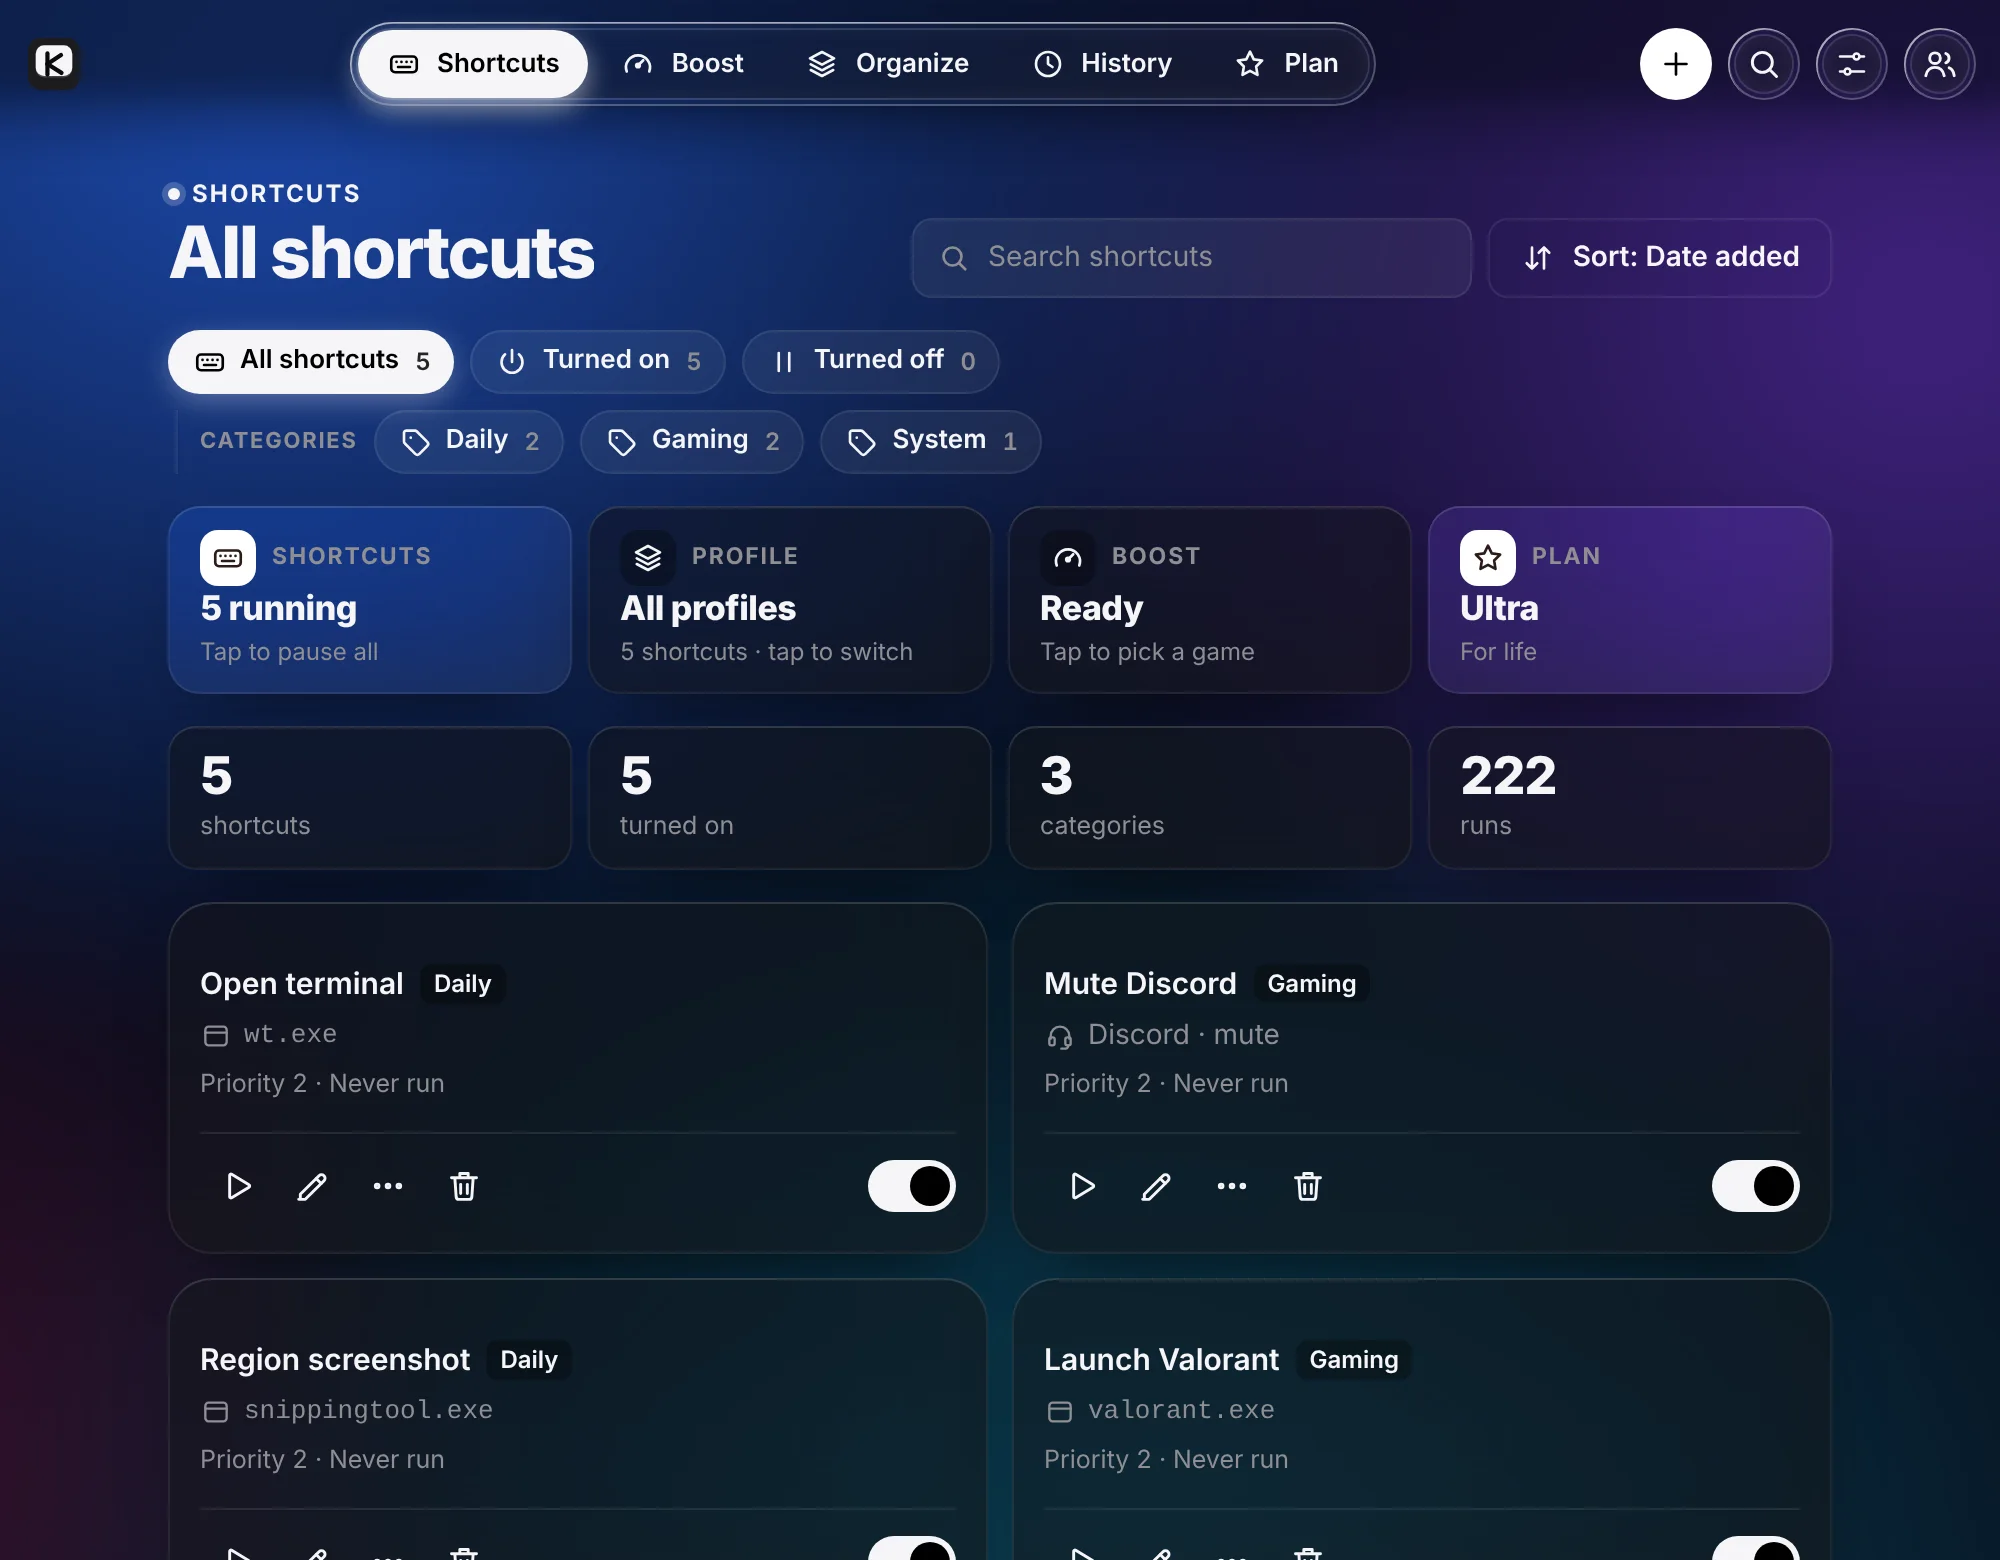 K
Shortcuts Boost Organize History Plan
SHORTCUTS
All shortcuts
Search shortcuts
Sort: Date added
All shortcuts 5 Turned on 5 Turned off 0
CATEGORIES Daily 2 Gaming 2 System 1
SHORTCUTS
5 running
Tap to pause all
PROFILE
All profiles
5 shortcuts · tap to switch
BOOST
Ready
Tap to pick a game
PLAN
Ultra
For life
5
shortcuts
5
turned on
3
categories
222
runs
Open terminal Daily
wt.exe
Priority 2 · Never run
Mute Discord Gaming
Discord · mute
Priority 2 · Never run
Region screenshot Daily
snippingtool.exe
Priority 2 · Never run
Launch Valorant Gaming
valorant.exe
Priority 2 · Never run